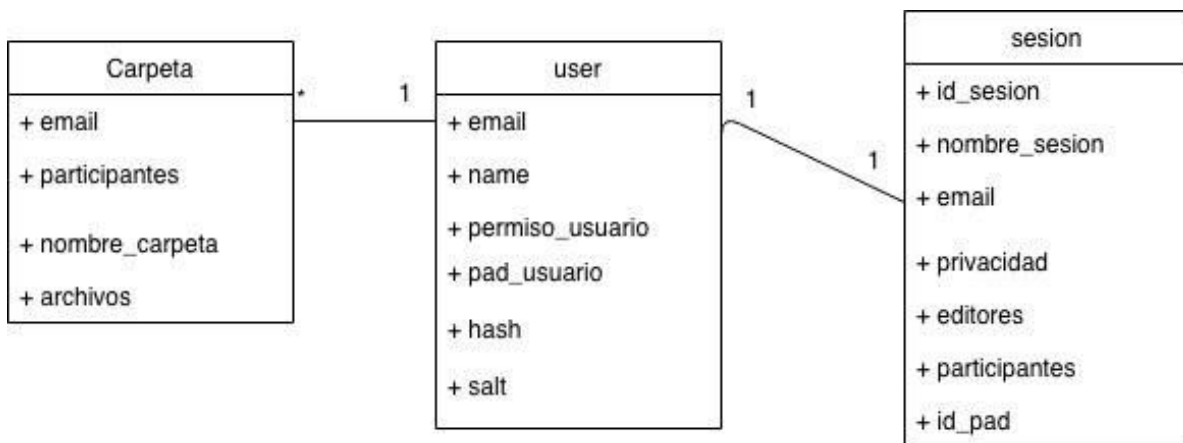 Carpeta
+ email
+ participantes
+ nombre_carpeta
+ archivos
* 1
user
+ email
+ name
+ permiso_usuario
+ pad_usuario
+ hash
+ salt
1
1
sesion
+ id_sesion
+ nombre_sesion
+ email
+ privacidad
+ editores
+ participantes
+ id_pad